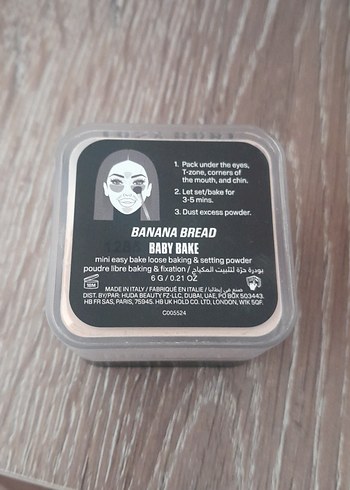 1. Pack under the eyes,
T-zone, corners of
the mouth, and chin.
2. Let set/bake for
3-5 mins.
3. Dust excess powder.
BANANA BREAD
BABY BAKE
mini easy bake loose baking & setting powder
poudre libre baking & fixation / بودرة حرّة لتثبيت المكياج
6 G / 0.21 OZ
MADE IN ITALY / FABRIQUÉ EN ITALIE / صنع في إيطاليا
DIST. BY/PAR: HUDA BEAUTY, FZ-LLC, DUBAI, UAE, PO BOX 503443.
HB FR SAS, PARIS, 75945. HB UK HOLD CO. LTD, LONDON, W1K 5QF.
C005524